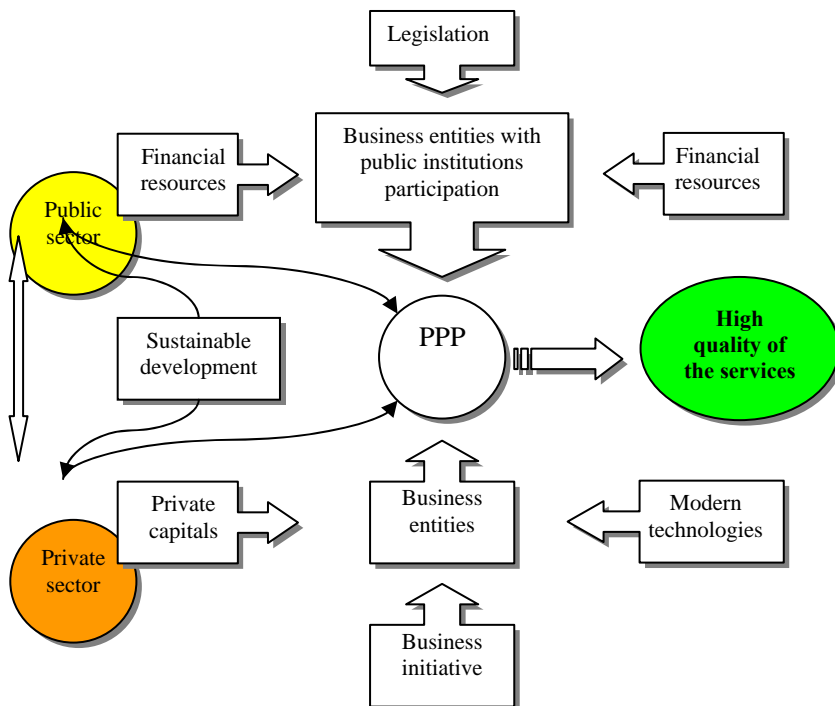 Legislation
Financial
resources
Business entities with
public institutions
participation
Financial
resources
Public
sector
Sustainable
development
PPP
High
quality of
the services
Private
capitals
Business
entities
Modern
technologies
Private
sector
Business
initiative